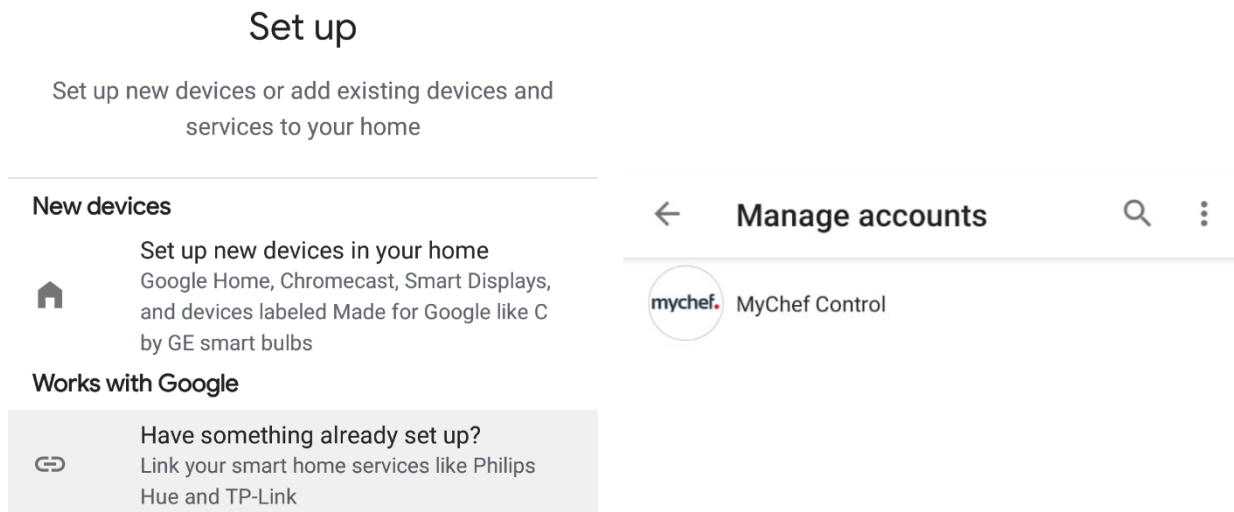 Set up
Set up new devices or add existing devices and
services to your home
New devices
Set up new devices in your home
Google Home, Chromecast, Smart Displays,
and devices labeled Made for Google like C
by GE smart bulbs
Works with Google
Have something already set up?
Link your smart home services like Philips
Hue and TP-Link
Manage accounts
mychef. MyChef Control